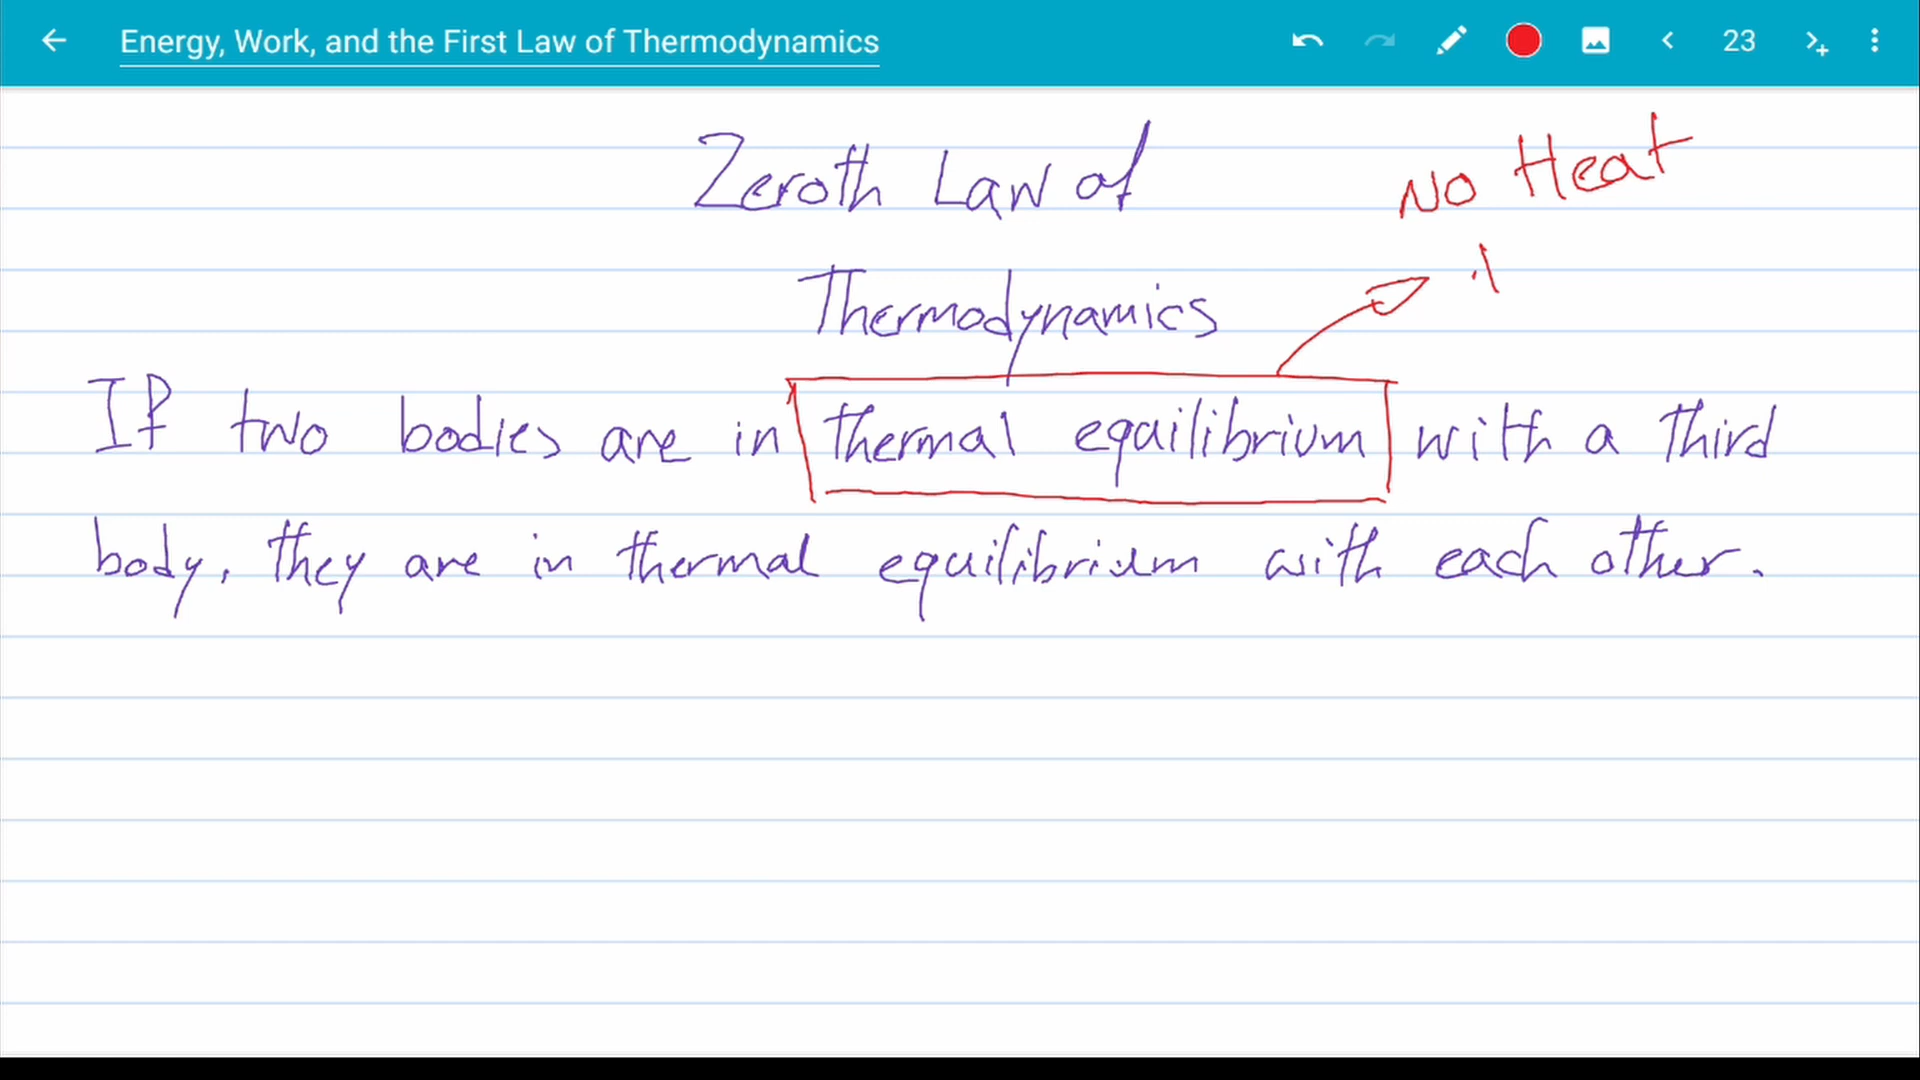 Energy, Work, and the First Law of Thermodynamics
23
Zeroth Law of
No Heat
Thermodynamics
If two bodies are in thermal equilibrium with a third
body, they are in thermal equilibrium with each other.